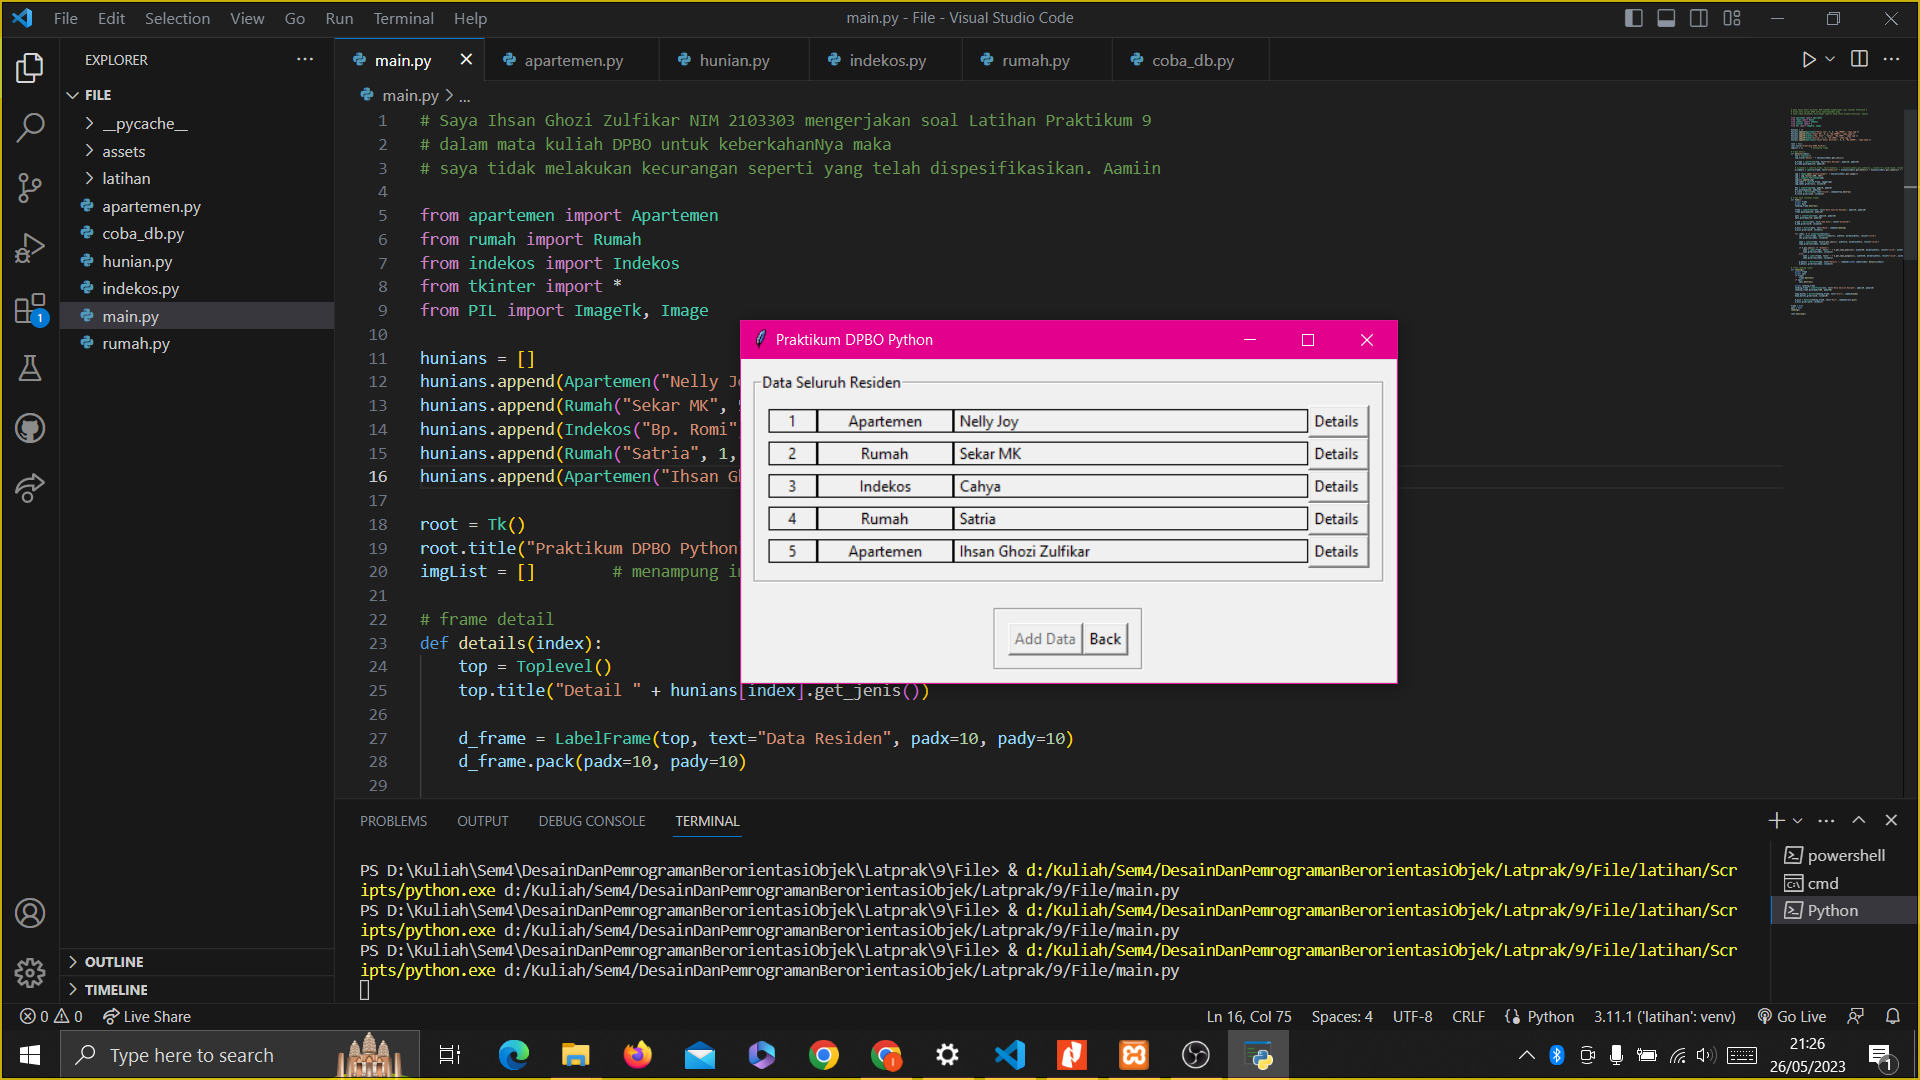 File Edit Selection View Go Run Terminal Help
main.py - File - Visual Studio Code
EXPLORER
FILE
__pycache__
assets
latihan
apartemen.py
coba_db.py
hunian.py
indekos.py
main.py
rumah.py
OUTLINE
TIMELINE
main.py apartemen.py hunian.py indekos.py rumah.py coba_db.py
main.py > ...
1 # Saya Ihsan Ghozi Zulfikar NIM 2103303 mengerjakan soal Latihan Praktikum 9
2 # dalam mata kuliah DPBO untuk keberkahanNya maka
3 # saya tidak melakukan kecurangan seperti yang telah dispesifikasikan. Aamiin
4
5 from apartemen import Apartemen
6 from rumah import Rumah
7 from indekos import Indekos
8 from tkinter import *
9 from PIL import ImageTk, Image
10
11 hunians = []
12 hunians.append(Apartemen("Nelly J
13 hunians.append(Rumah("Sekar MK",
14 hunians.append(Indekos("Bp. Romi"
15 hunians.append(Rumah("Satria", 1,
16 hunians.append(Apartemen("Ihsan G
17
18 root = Tk()
19 root.title("Praktikum DPBO Python
20 imgList = [] # menampung i
21
22 # frame detail
23 def details(index):
24 top = Toplevel()
25 top.title("Detail " + hunians[index].get_jenis())
26
27 d_frame = LabelFrame(top, text="Data Residen", padx=10, pady=10)
28 d_frame.pack(padx=10, pady=10)
29
Praktikum DPBO Python
Data Seluruh Residen
1 Apartemen Nelly Joy Details
2 Rumah Sekar MK Details
3 Indekos Cahya Details
4 Rumah Satria Details
5 Apartemen Ihsan Ghozi Zulfikar Details
Add Data Back
PROBLEMS OUTPUT DEBUG CONSOLE TERMINAL
PS D:\Kuliah\Sem4\DesainDanPemrogramanBerorientasiObjek\Latprak\9\File> & d:/Kuliah/Sem4/DesainDanPemrogramanBerorientasiObjek/Latprak/9/File/latihan/Scr
ipts/python.exe d:/Kuliah/Sem4/DesainDanPemrogramanBerorientasiObjek/Latprak/9/File/main.py
PS D:\Kuliah\Sem4\DesainDanPemrogramanBerorientasiObjek\Latprak\9\File> & d:/Kuliah/Sem4/DesainDanPemrogramanBerorientasiObjek/Latprak/9/File/latihan/Scr
ipts/python.exe d:/Kuliah/Sem4/DesainDanPemrogramanBerorientasiObjek/Latprak/9/File/main.py
PS D:\Kuliah\Sem4\DesainDanPemrogramanBerorientasiObjek\Latprak\9\File> & d:/Kuliah/Sem4/DesainDanPemrogramanBerorientasiObjek/Latprak/9/File/latihan/Scr
ipts/python.exe d:/Kuliah/Sem4/DesainDanPemrogramanBerorientasiObjek/Latprak/9/File/main.py
powershell
cmd
Python
1
0 0 Live Share
Ln 16, Col 75 Spaces: 4 UTF-8 CRLF Python 3.11.1 ('latihan': venv) Go Live
Type here to search
21:26
26/05/2023
1